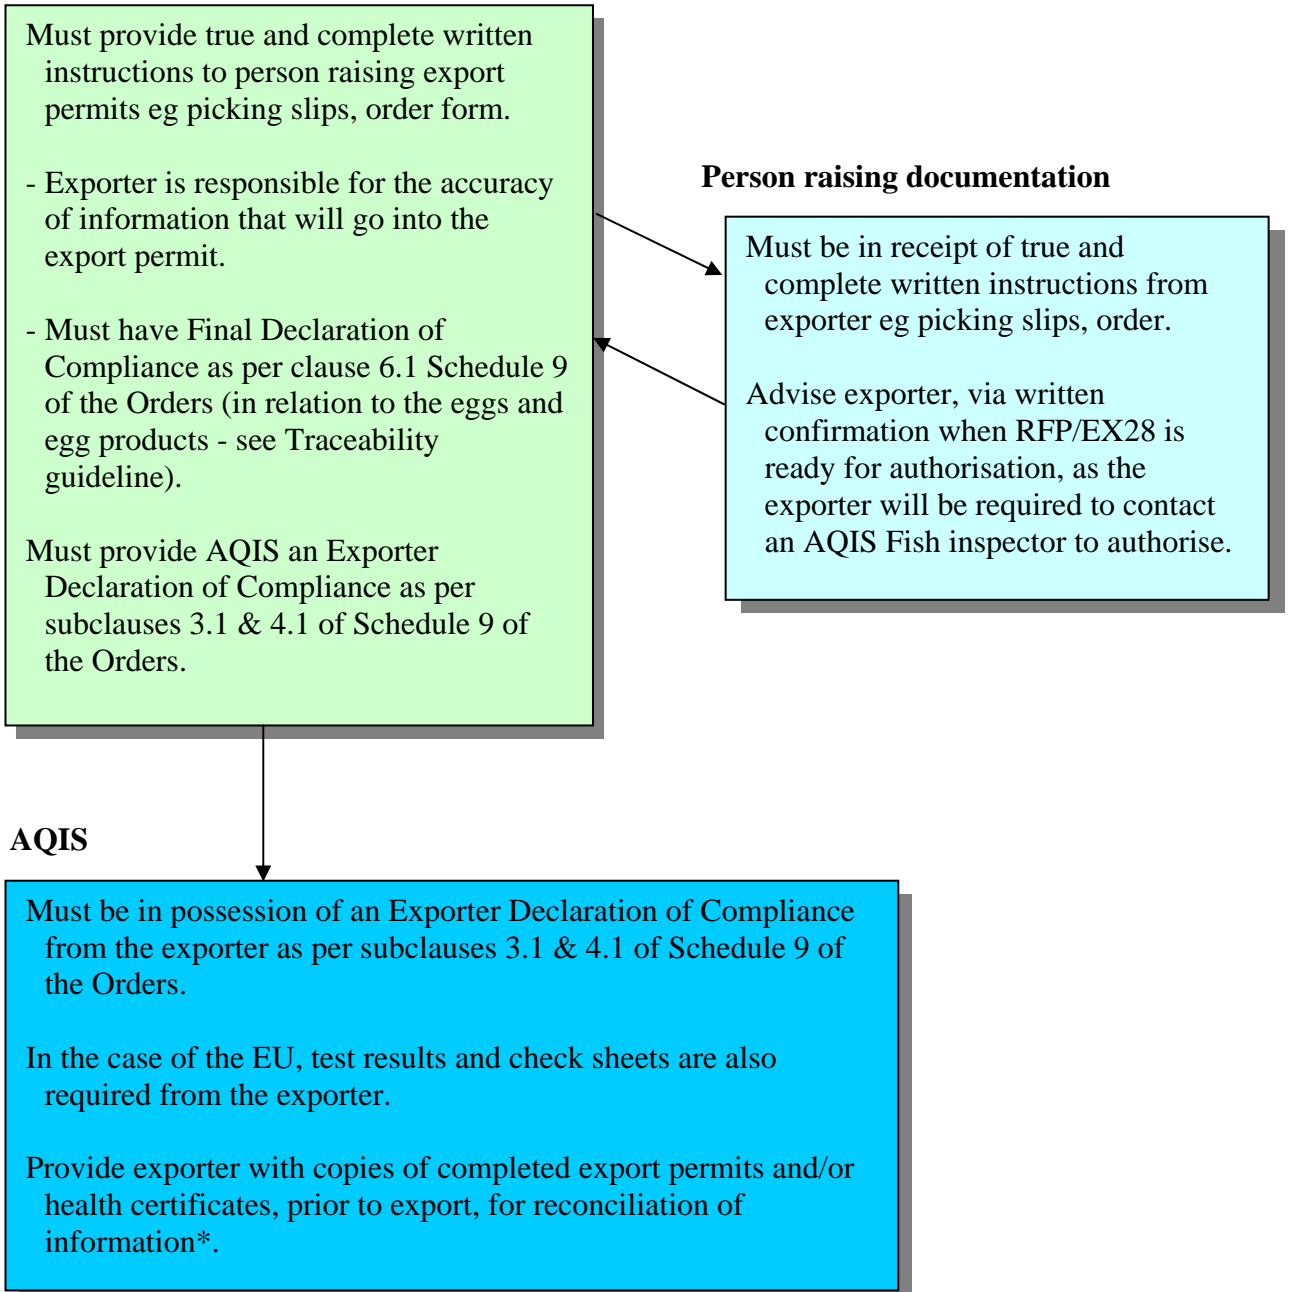 Must provide true and complete written
instructions to person raising export
permits eg picking slips, order form.
- Exporter is responsible for the accuracy
of information that will go into the
export permit.
- Must have Final Declaration of
Compliance as per clause 6.1 Schedule 9
of the Orders (in relation to the eggs and
egg products - see Traceability
guideline).
Must provide AQIS an Exporter
Declaration of Compliance as per
subclauses 3.1 & 4.1 of Schedule 9 of
the Orders.
Person raising documentation
Must be in receipt of true and
complete written instructions from
exporter eg picking slips, order.
Advise exporter, via written
confirmation when RFP/EX28 is
ready for authorisation, as the
exporter will be required to contact
an AQIS Fish inspector to authorise.
AQIS
Must be in possession of an Exporter Declaration of Compliance
from the exporter as per subclauses 3.1 & 4.1 of Schedule 9 of
the Orders.
In the case of the EU, test results and check sheets are also
required from the exporter.
Provide exporter with copies of completed export permits and/or
health certificates, prior to export, for reconciliation of
information*.